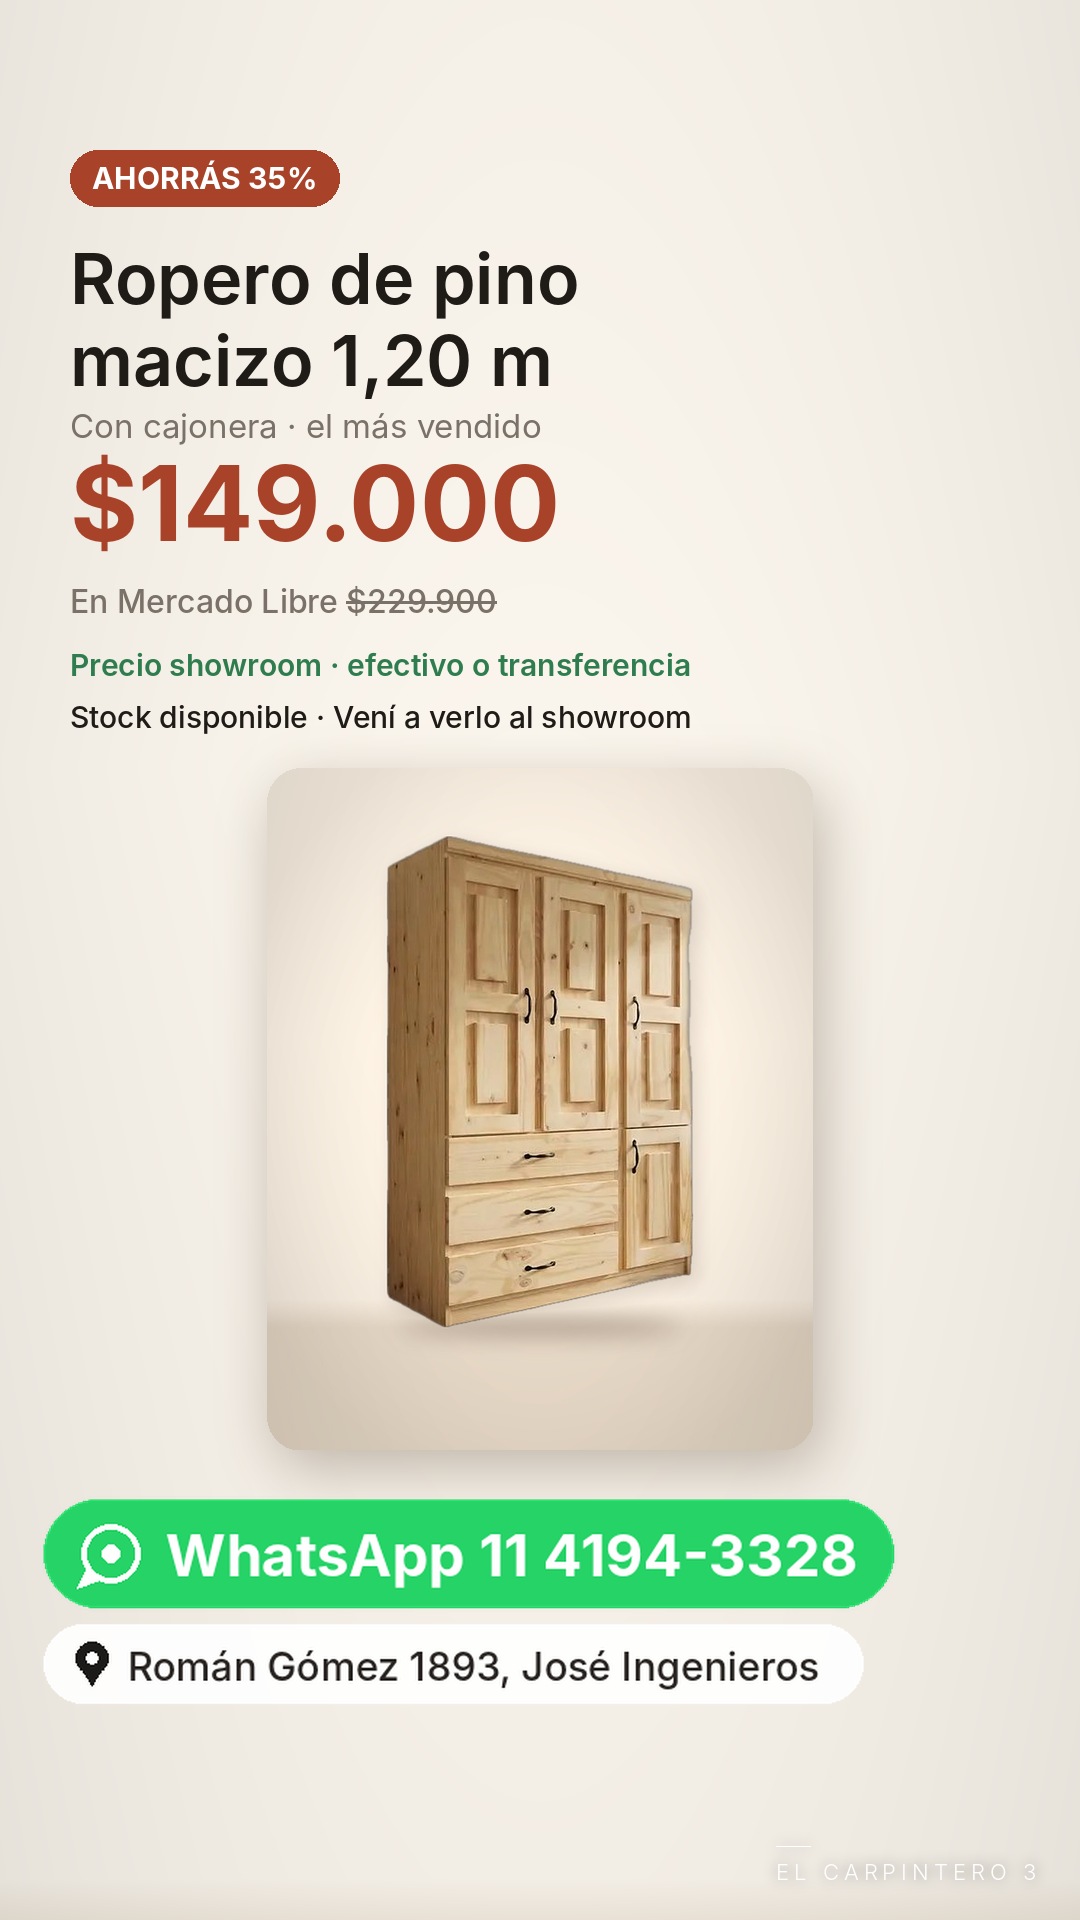 AHORRÁS 35%
Ropero de pino
macizo 1,20 m
Con cajonera · el más vendido
$149.000
En Mercado Libre $229.900
Precio showroom · efectivo o transferencia
Stock disponible · Vení a verlo al showroom
WhatsApp 11 4194-3328
Román Gómez 1893, José Ingenieros
EL CARPINTERO 3